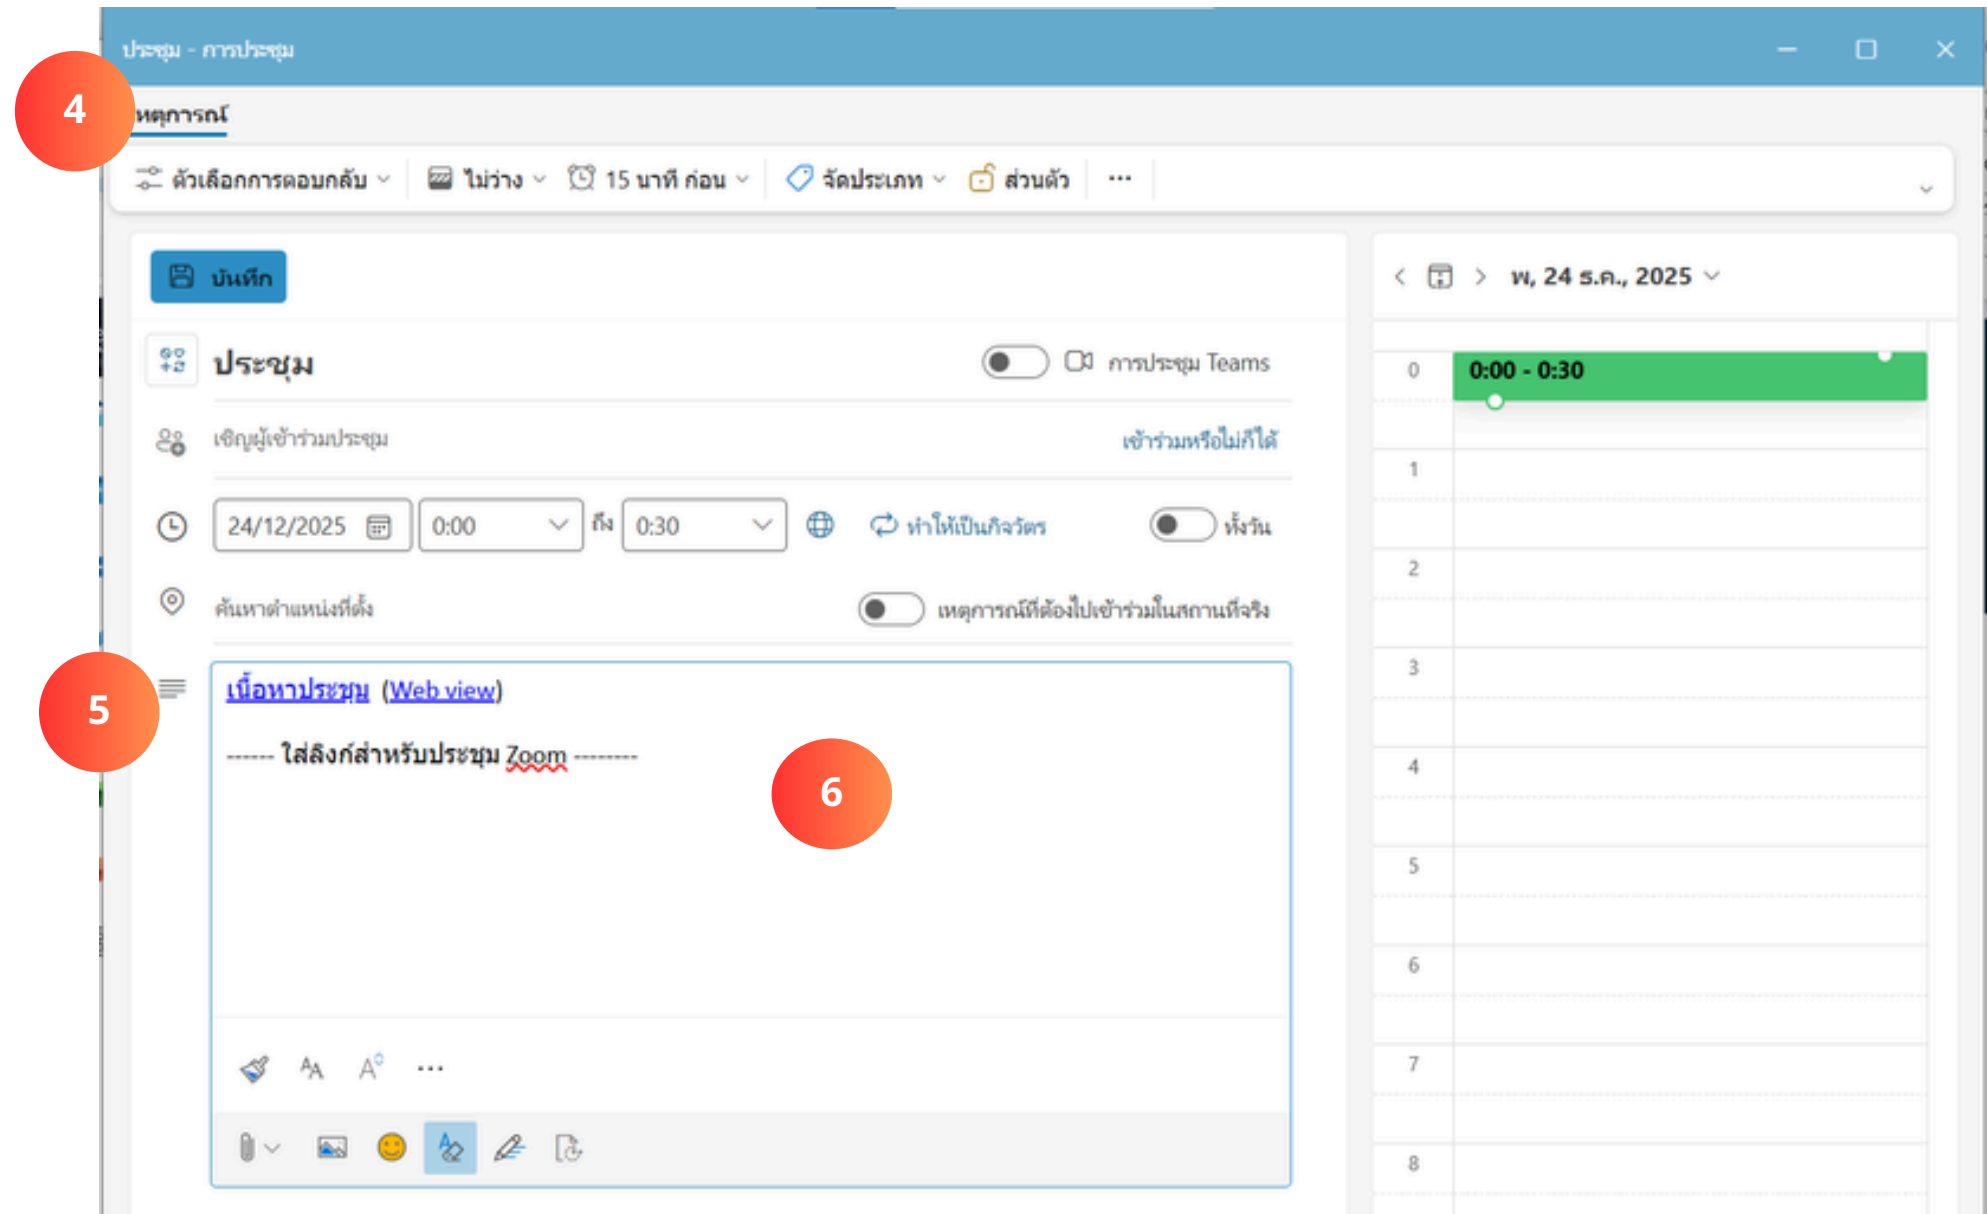 ประชุม - การประชุม
4
หตุการณ์
ตัวเลือกการตอบกลับ
ไม่ว่าง
15 นาที ก่อน
จัดประเภท
ส่วนตัว
บันทึก
พ, 24 ธ.ค., 2025
ประชุม
การประชุม Teams
เชิญผู้เข้าร่วมประชุม
เข้าร่วมหรือไม่ก็ได้
24/12/2025
0:00
ถึง
0:30
ทำให้เป็นกิจวัตร
ทั้งวัน
ค้นหาตำแหน่งที่ตั้ง
เหตุการณ์ที่ต้องไปเข้าร่วมในสถานที่จริง
5
เนื้อหาประชุม (Web view)
------ ใส่ลิงก์สำหรับประชุม Zoom --------
6
0
0:00 - 0:30
1
2
3
4
5
6
7
8